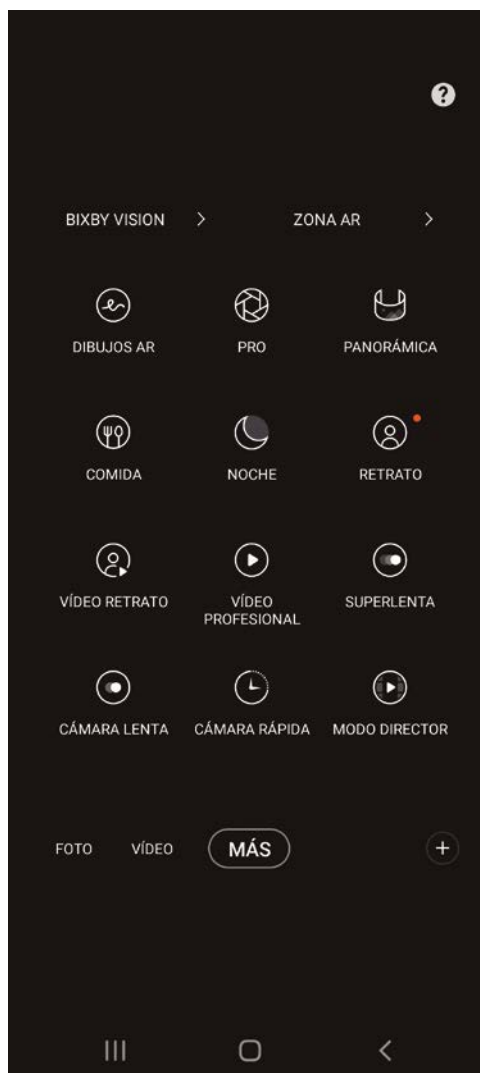 BIXBY VISION
ZONA AR
DIBUJOS AR
PRO
PANORÁMICA
COMIDA
NOCHE
RETRATO
VÍDEO RETRATO
VÍDEO
PROFESIONAL
SUPERLENTA
CÁMARA LENTA
CÁMARA RÁPIDA
MODO DIRECTOR
FOTO
VÍDEO
MÁS